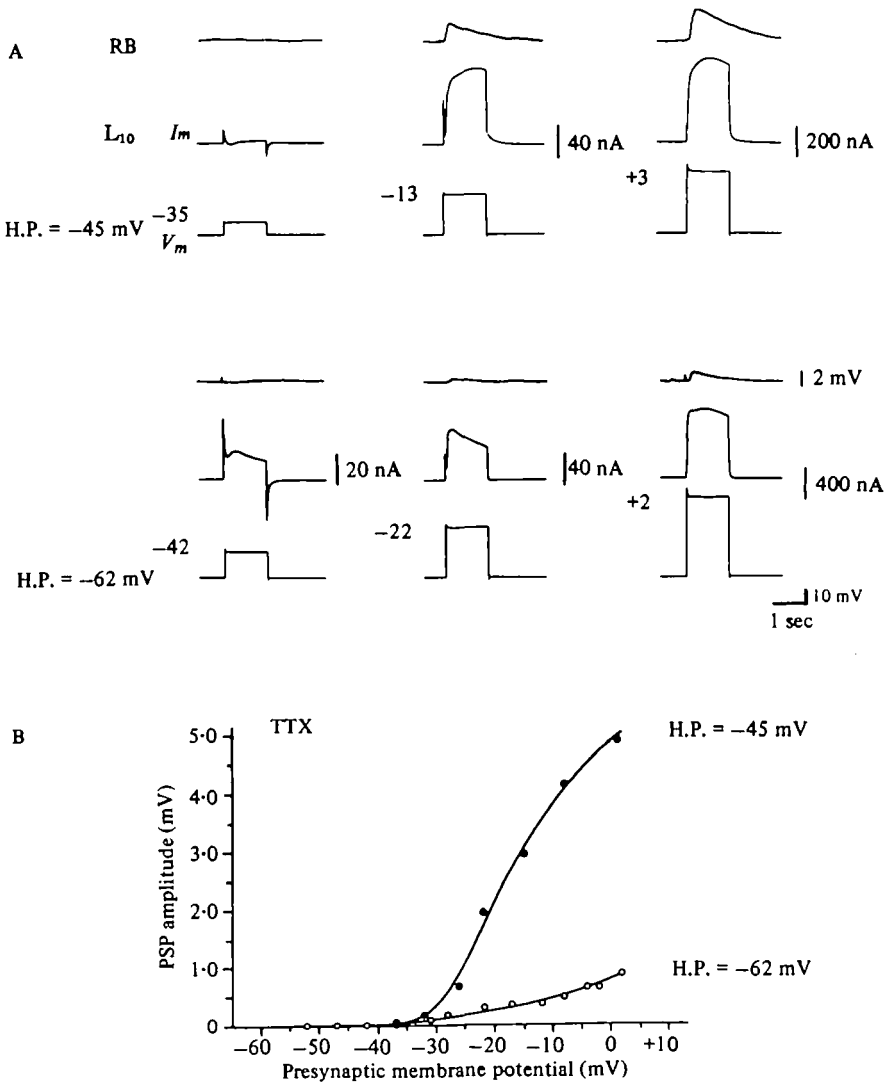 A RB
L10 Im
40 nA
200 nA
−13
+3
−35
H.P. = −45 mV
Vm
2 mV
20 nA
40 nA
400 nA
−42
−22
+2
H.P. = −62 mV
10 mV
1 sec
B
TTX
H.P. = −45 mV
5·0
4·0
3·0
2·0
1·0
0
PSP amplitude (mV)
H.P. = −62 mV
−60 −50 −40 −30 −20 −10 0 +10
Presynaptic membrane potential (mV)